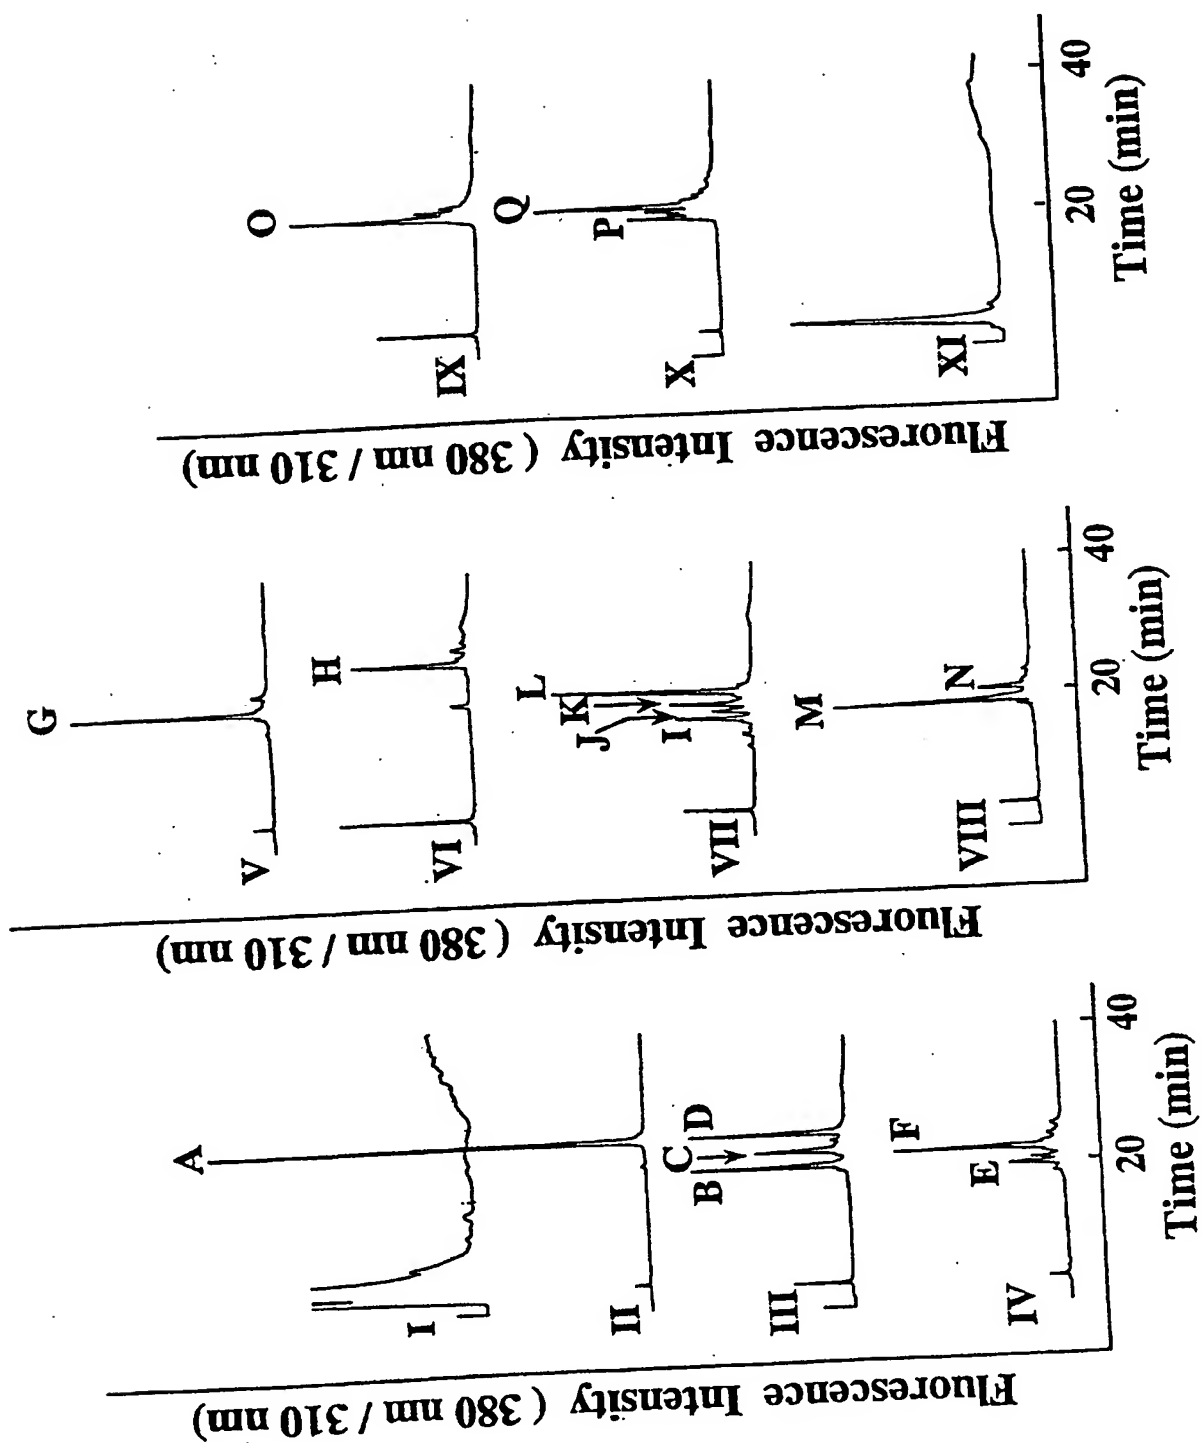 Fluorescence Intensity ( 380 nm / 310 nm)
I
II
A
III
B
C
D
IV
E
F
20
40
Time (min)
Fluorescence Intensity ( 380 nm / 310 nm)
V
G
VI
H
VII
I
J
K
L
VIII
M
N
20
40
Time (min)
Fluorescence Intensity ( 380 nm / 310 nm)
IX
O
X
P
Q
XI
20
40
Time (min)